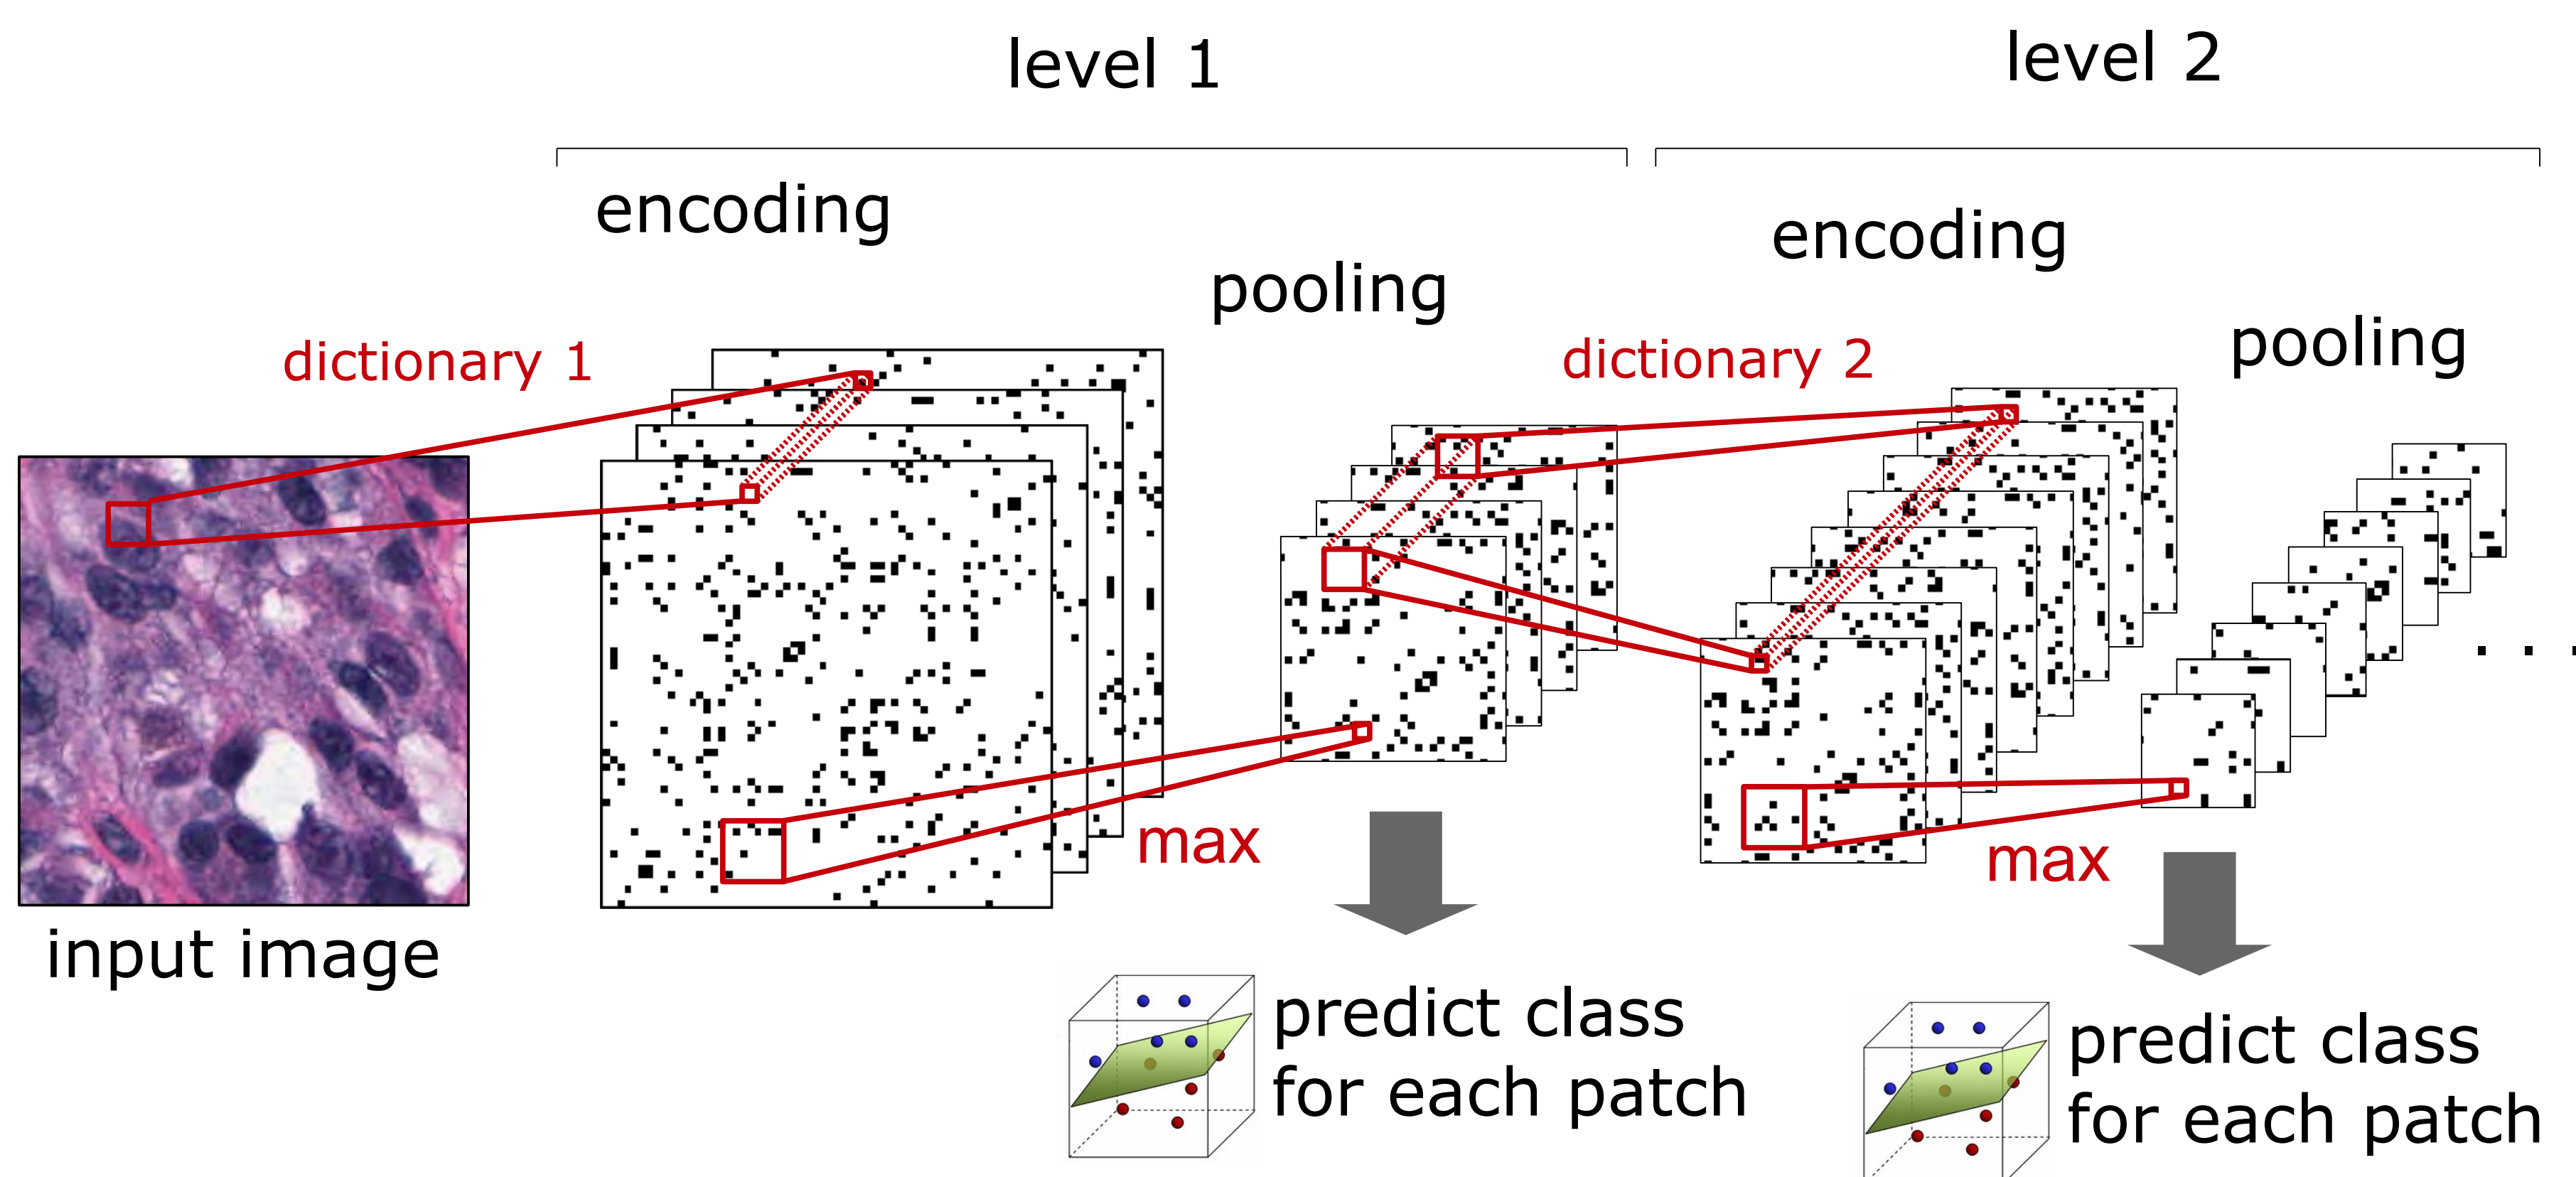 level 1
level 2
encoding
pooling
encoding
pooling
dictionary 1
dictionary 2
max
max
input image
predict class
for each patch
predict class
for each patch
. . .